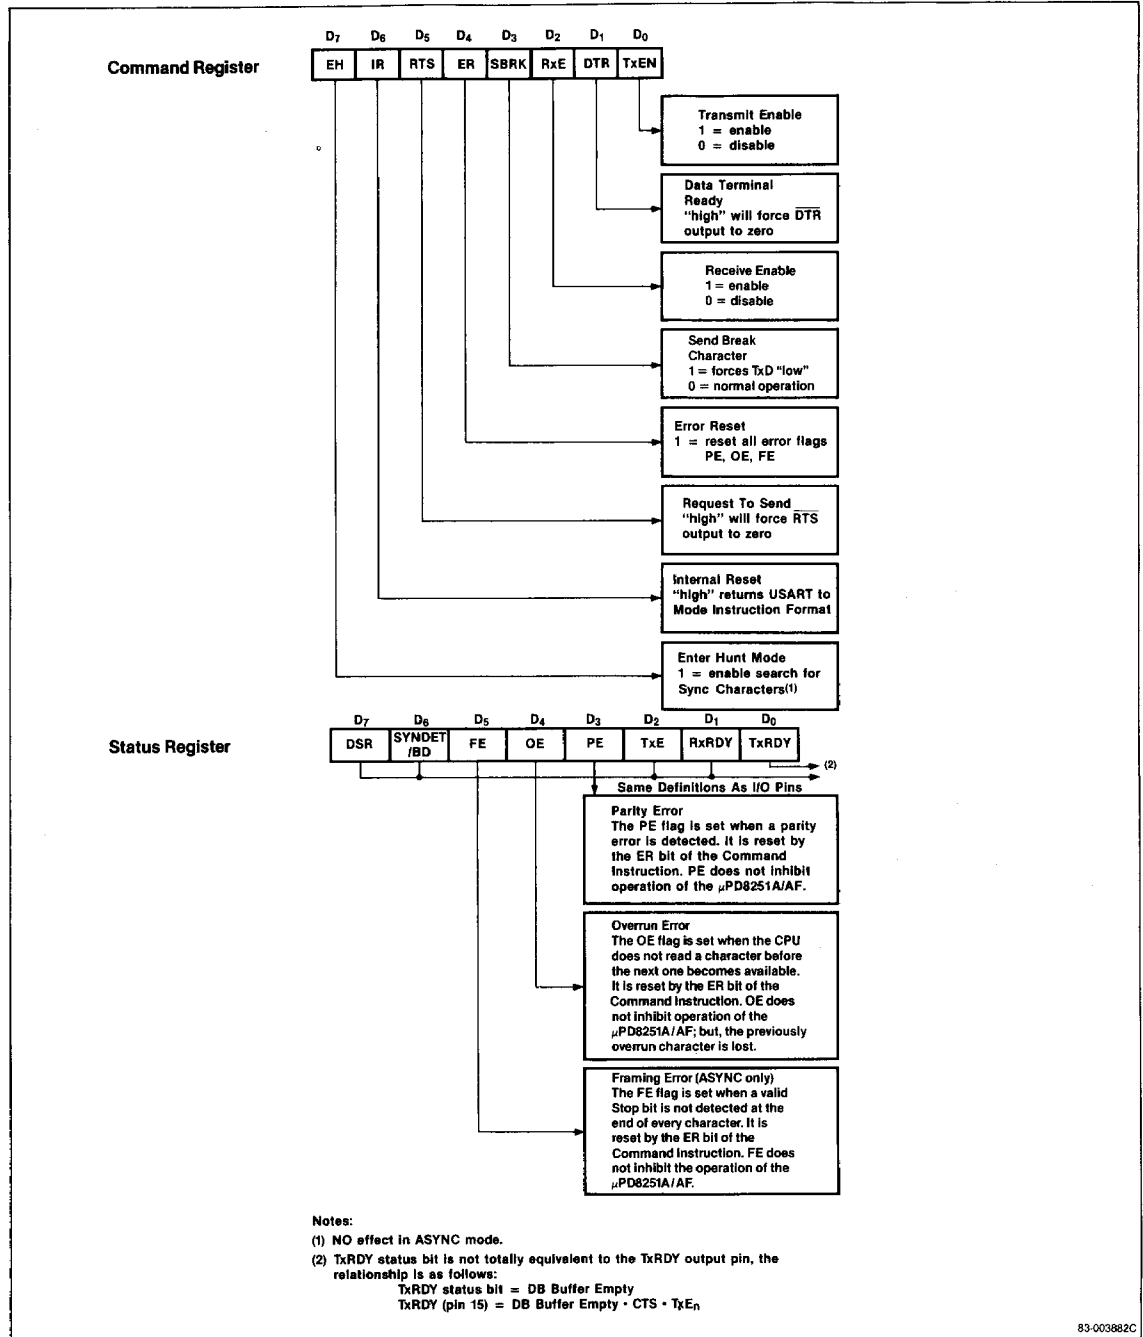 D7 D6 D5 D4 D3 D2 D1 D0
Command Register
EH IR RTS ER SBRK RxE DTR TxEN
Transmit Enable
1 = enable
0 = disable
Data Terminal
Ready
"high" will force DTR
output to zero
Receive Enable
1 = enable
0 = disable
Send Break
Character
1 = forces TxD "low"
0 = normal operation
Error Reset
1 = reset all error flags
PE, OE, FE
Request To Send
"high" will force RTS
output to zero
Internal Reset
"high" returns USART to
Mode Instruction Format
Enter Hunt Mode
1 = enable search for
Sync Characters(1)
D7 D6 D5 D4 D3 D2 D1 D0
Status Register
DSR SYNDET/BD FE OE PE TxE RxRDY TxRDY
(2)
Same Definitions As I/O Pins
Parity Error
The PE flag is set when a parity
error is detected. It is reset by
the ER bit of the Command
Instruction. PE does not inhibit
operation of the μPD8251A/AF.
Overrun Error
The OE flag is set when the CPU
does not read a character before
the next one becomes available.
It is reset by the ER bit of the
Command Instruction. OE does
not inhibit operation of the
μPD8251A/AF; but, the previously
overrun character is lost.
Framing Error (ASYNC only)
The FE flag is set when a valid
Stop bit is not detected at the
end of every character. It is
reset by the ER bit of the
Command Instruction. FE does
not inhibit the operation of the
μPD8251A/AF.
Notes:
(1) NO effect in ASYNC mode.
(2) TxRDY status bit is not totally equivalent to the TxRDY output pin, the
relationship is as follows:
TxRDY status bit = DB Buffer Empty
TxRDY (pin 15) = DB Buffer Empty • CTS • TxEn
83-003882C